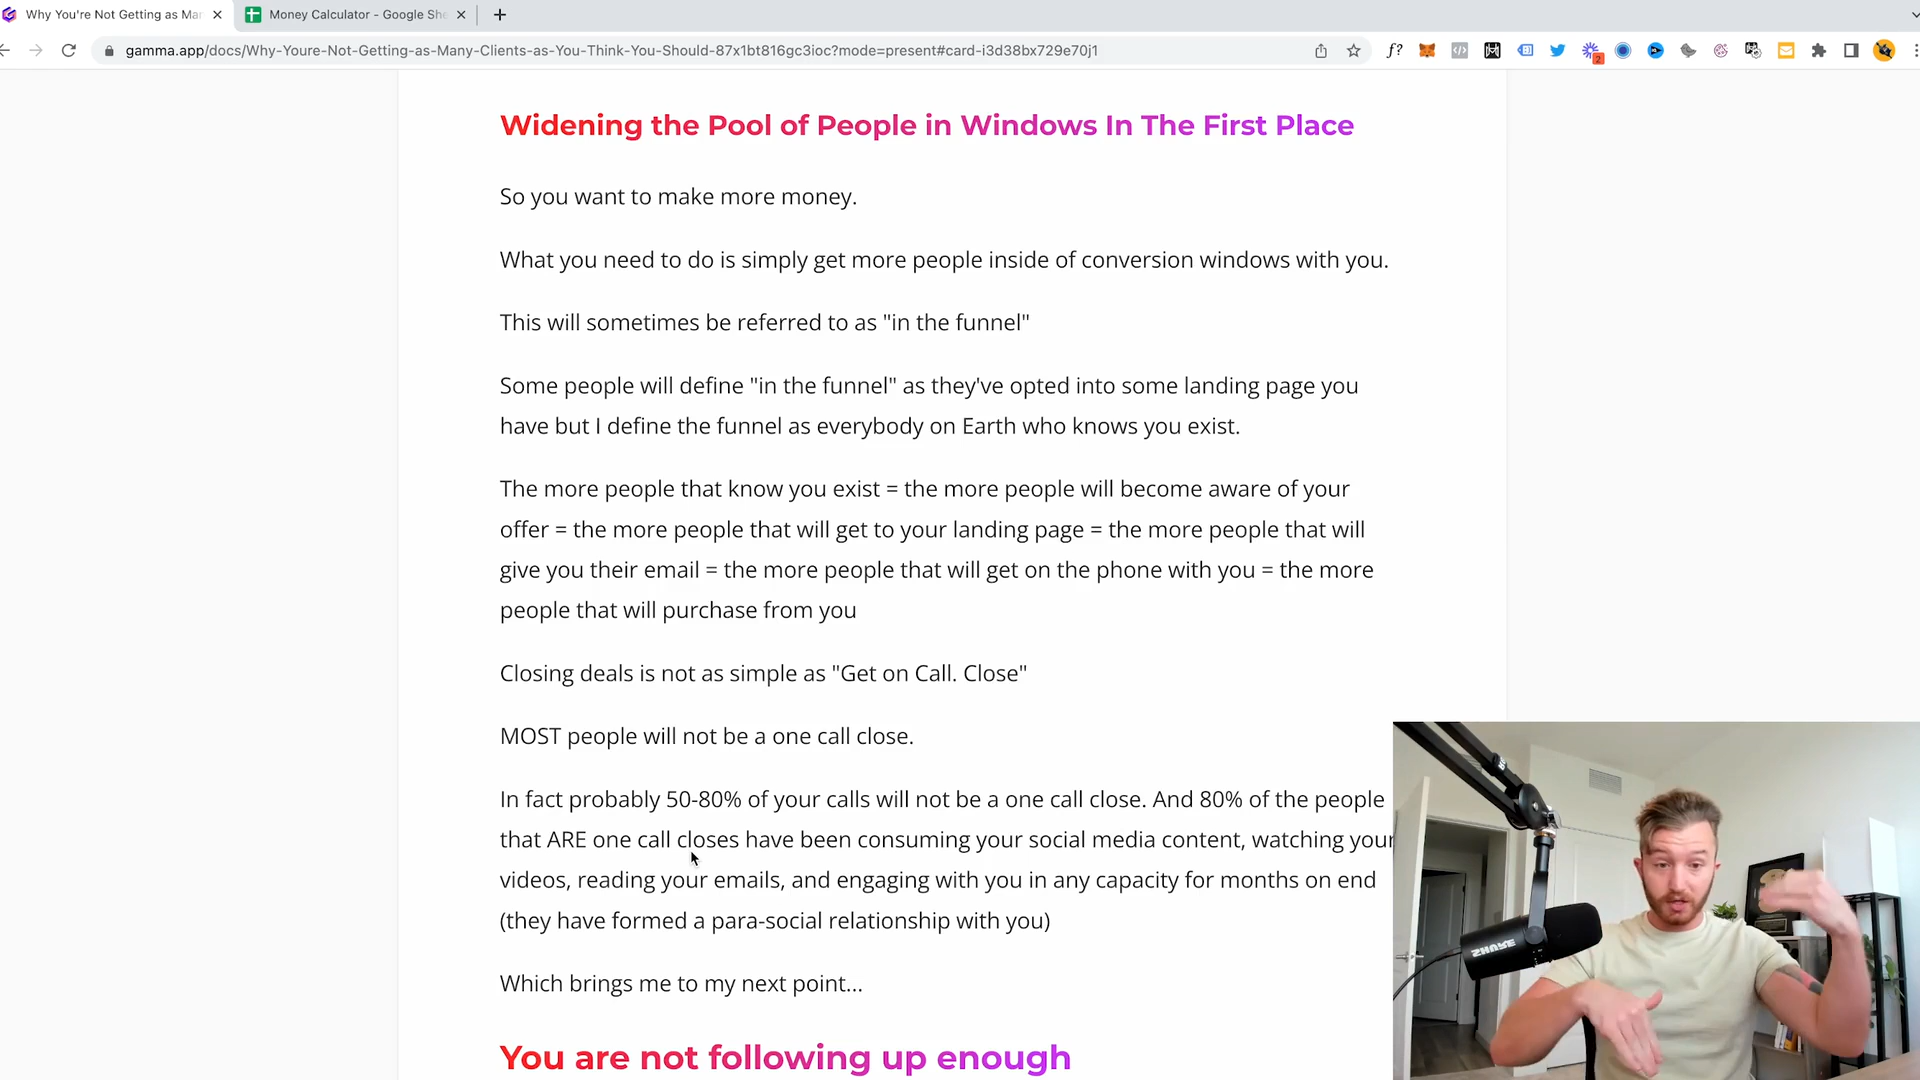 Why You're Not Getting as Mar
Money Calculator - Google She
gamma.app/docs/Why-Youre-Not-Getting-as-Many-Clients-as-You-Think-You-Should-87x1bt816gc3ioc?mode=present#card-i3d38bx729e70j1
f?
2
Widening the Pool of People in Windows In The First Place
So you want to make more money.
What you need to do is simply get more people inside of conversion windows with you.
This will sometimes be referred to as "in the funnel"
Some people will define "in the funnel" as they've opted into some landing page you
have but I define the funnel as everybody on Earth who knows you exist.
The more people that know you exist = the more people will become aware of your
offer = the more people that will get to your landing page = the more people that will
give you their email = the more people that will get on the phone with you = the more
people that will purchase from you
Closing deals is not as simple as "Get on Call. Close"
MOST people will not be a one call close.
In fact probably 50-80% of your calls will not be a one call close. And 80% of the people
that ARE one call closes have been consuming your social media content, watching your
videos, reading your emails, and engaging with you in any capacity for months on end
(they have formed a para-social relationship with you)
Which brings me to my next point...
You are not following up enough
SHURE